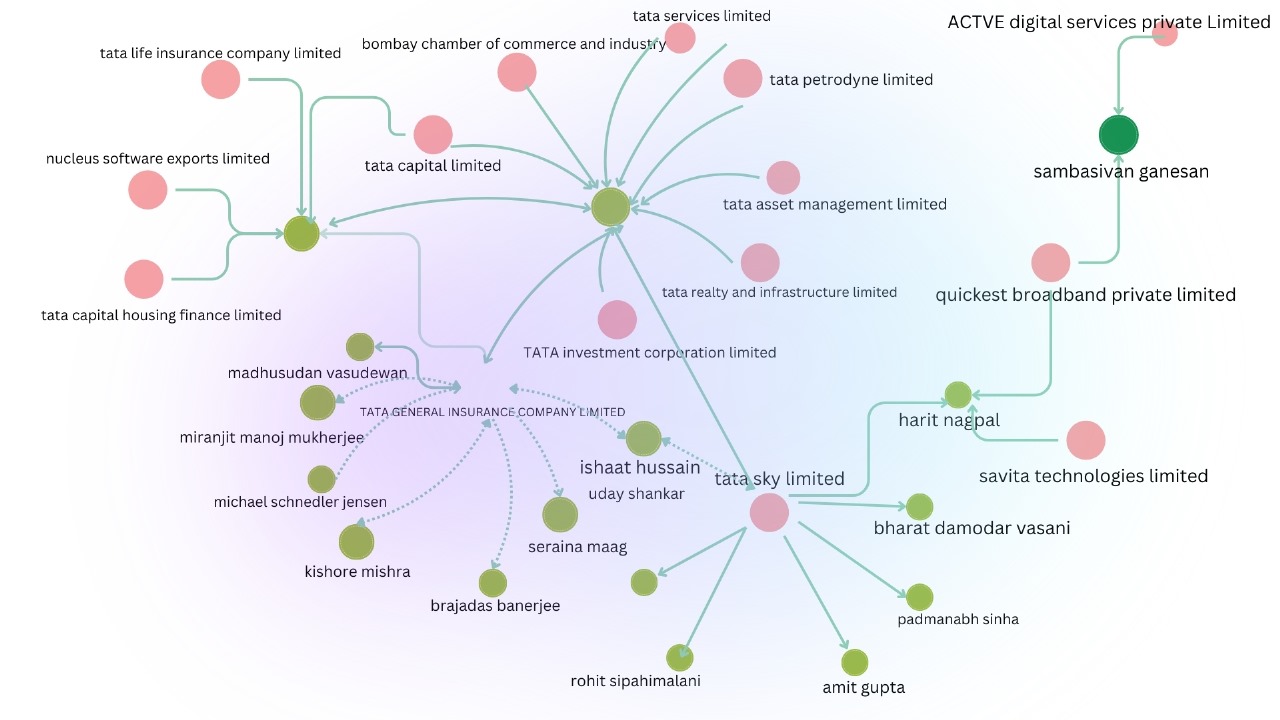 tata services limited
ACTVE digital services private Limited
bombay chamber of commerce and industry
tata life insurance company limited
tata petrodyne limited
nucleus software exports limited
tata capital limited
sambasivan ganesan
tata asset management limited
tata realty and infrastructure limited
quickest broadband private limited
tata capital housing finance limited
TATA investment corporation limited
madhusudan vasudewan
TATA GENERAL INSURANCE COMPANY LIMITED
harit nagpal
miranjit manoj mukherjee
ishaat hussain
savita technologies limited
tata sky limited
uday shankar
michael schnedler jensen
bharat damodar vasani
seraina maag
kishore mishra
brajadas banerjee
padmanabh sinha
rohit sipahimalani
amit gupta